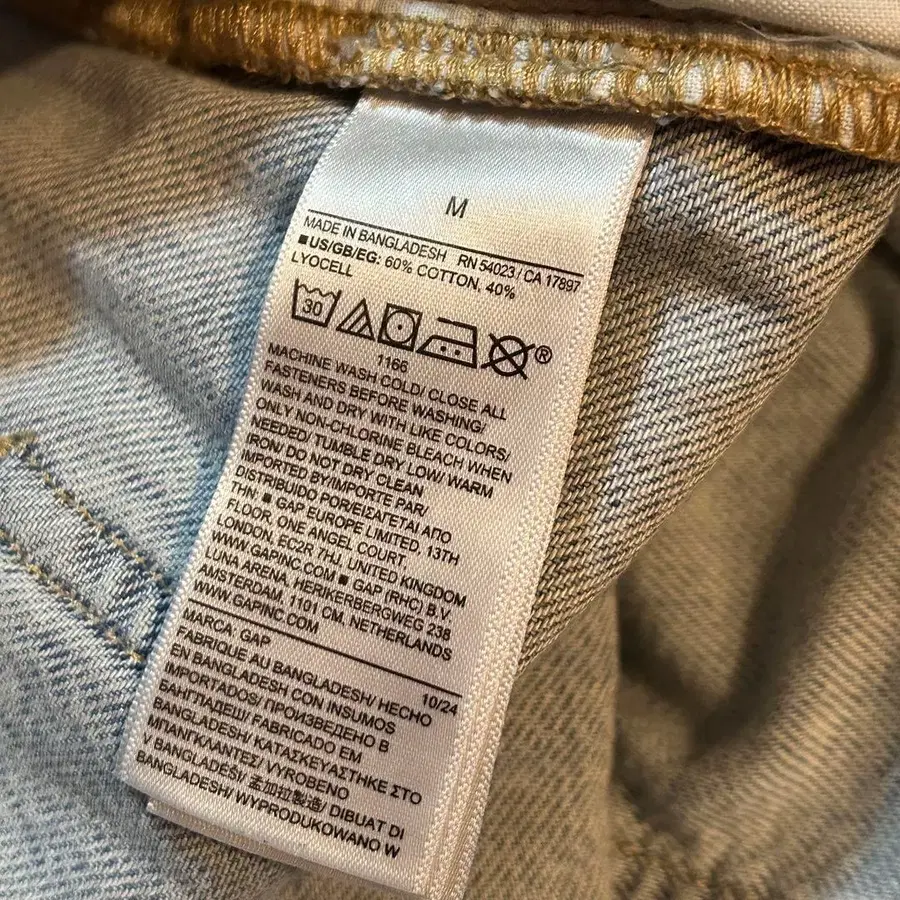 M
MADE IN BANGLADESH RN 54023 / CA 17897
■US/GB/EG: 60% COTTON, 40%
LYOCELL
30 ®
1166
MACHINE WASH COLD/ CLOSE ALL
FASTENERS BEFORE WASHING/
WASH AND DRY WITH LIKE COLORS/
ONLY NON-CHLORINE BLEACH WHEN
NEEDED/ TUMBLE DRY LOW/ WARM
IRON/ DO NOT DRY CLEAN
IMPORTED BY/IMPORTE PAR/
DISTRIBUIDO POR/ΕΙΣΑΓΕΤΑΙ ΑΠΟ
ΤΗΝ: ■ GAP EUROPE LIMITED, 13TH
FLOOR, ONE ANGEL COURT,
LONDON, EC2R 7HJ, UNITED KINGDOM
WWW.GAPINC.COM ■ GAP (RHC) B.V.
LUNA ARENA, HERIKERBERGWEG 238
AMSTERDAM, 1101 CM, NETHERLANDS
WWW.GAPINC.COM
MARCA: GAP 10/24
FABRIQUE AU BANGLADESH/ HECHO
EN BANGLADESH CON INSUMOS
IMPORTADOS/ ПРОИЗВЕДЕНО В
БАНГЛАДЕШ/ FABRICADO EM
BANGLADESH/ ΚΑΤΑΣΚΕΥΑΣΤΗΚΕ ΣΤΟ
ΜΠΑΝΓΚΛΑΝΤΕΣ/ VYROBENO
V BANGLADÉŠI/ 孟加拉製造/ DIBUAT DI
BANGLADESH/ WYPRODUKOWANO W